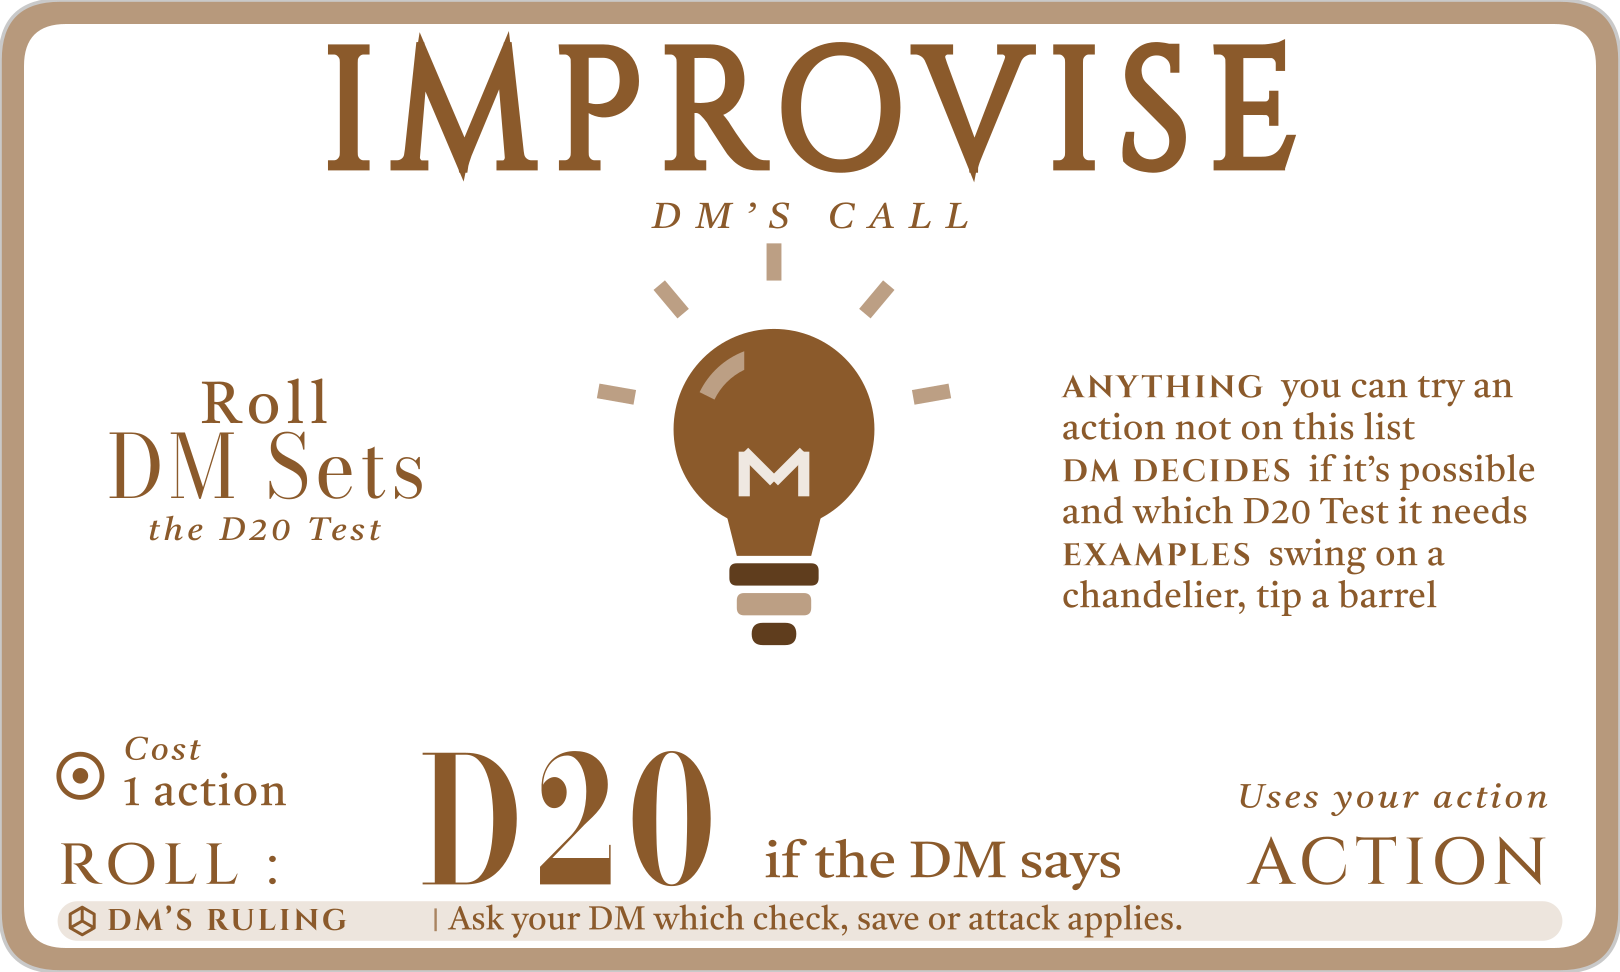 IMPROVISE
DM’S CALL
Roll
DM Sets
the D20 Test
M
ANYTHING you can try an
action not on this list
DM DECIDES if it’s possible
and which D20 Test it needs
EXAMPLES swing on a
chandelier, tip a barrel
Cost
1 action
ROLL :
D20
if the DM says
Uses your action
ACTION
DM’S RULING | Ask your DM which check, save or attack applies.